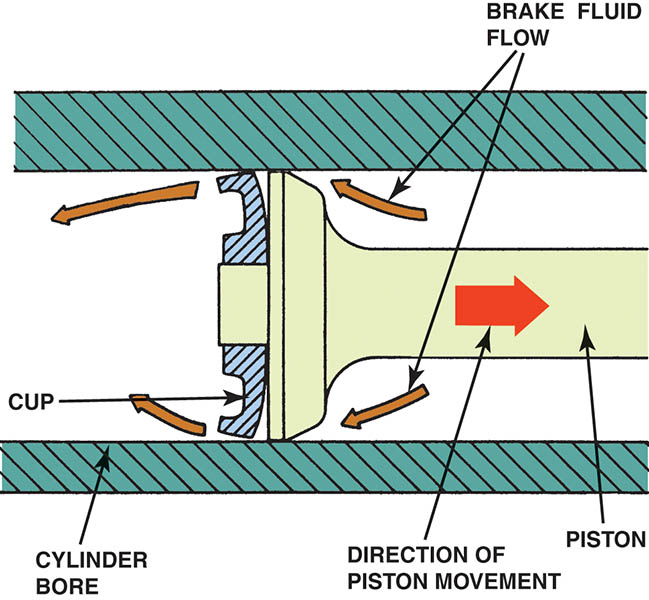 BRAKE FLUID
FLOW
CUP
CYLINDER
BORE
DIRECTION OF
PISTON MOVEMENT
PISTON